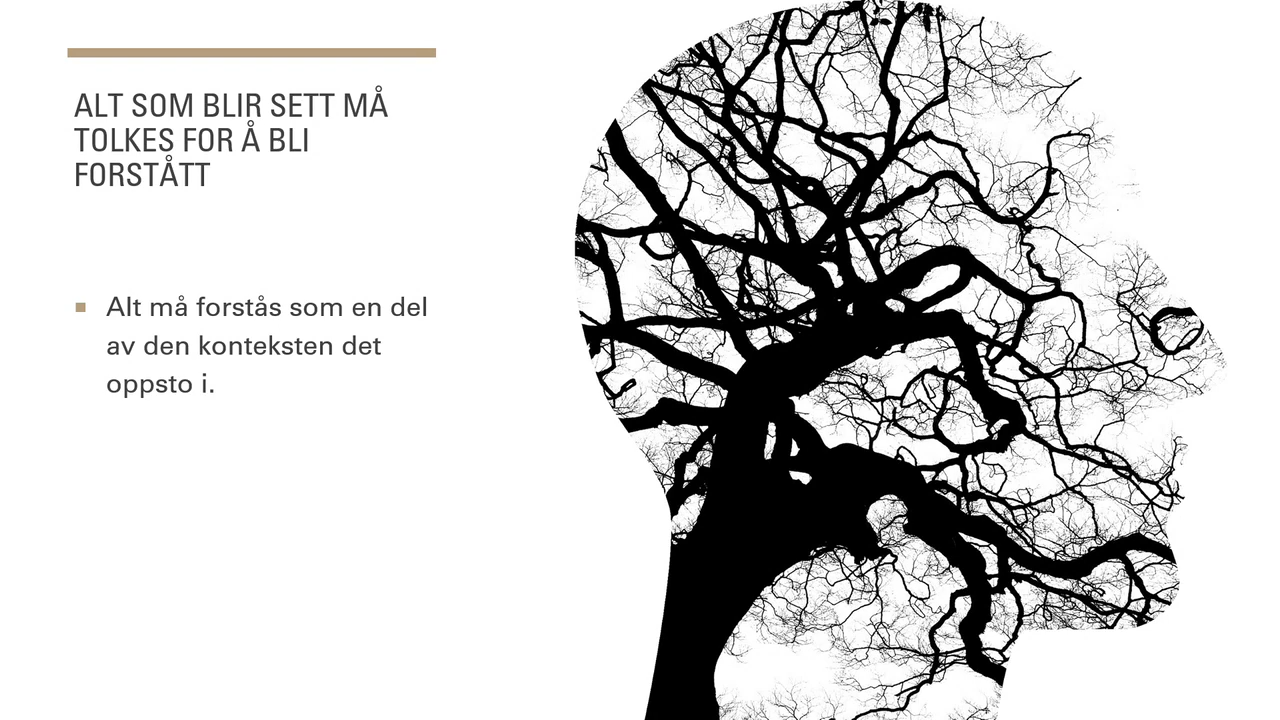 ALT SOM BLIR SETT MÅ
TOLKES FOR Å BLI
FORSTÅTT
Alt må forstås som en del
av den konteksten det
oppsto i.